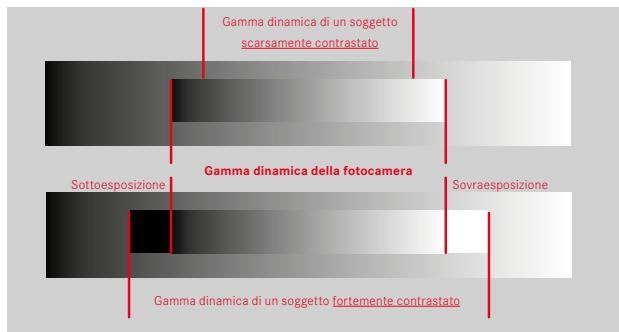 Gamma dinamica di un soggetto
scarsamente contrastato
Gamma dinamica della fotocamera
Sottoesposizione
Sovraesposizione
Gamma dinamica di un soggetto fortemente contrastato